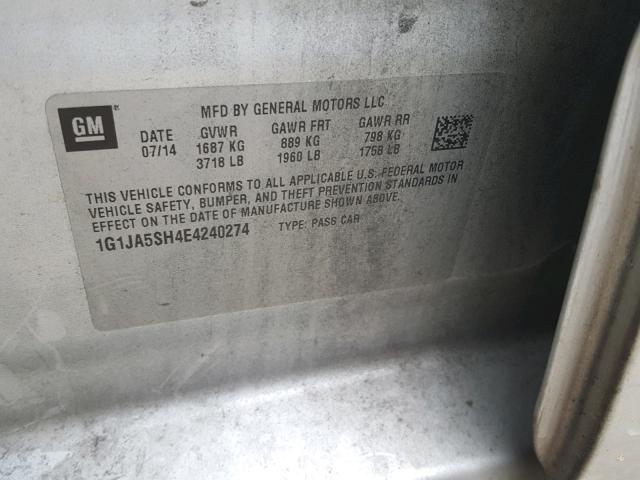 GM
MFD BY GENERAL MOTORS LLC
DATE GVWR GAWR FRT GAWR RR
07/14 1687 KG 889 KG 798 KG
3718 LB 1960 LB 1758 LB
THIS VEHICLE CONFORMS TO ALL APPLICABLE U.S. FEDERAL MOTOR
VEHICLE SAFETY, BUMPER, AND THEFT PREVENTION STANDARDS IN
EFFECT ON THE DATE OF MANUFACTURE SHOWN ABOVE.
1G1JA5SH4E4240274 TYPE: PASS CAR